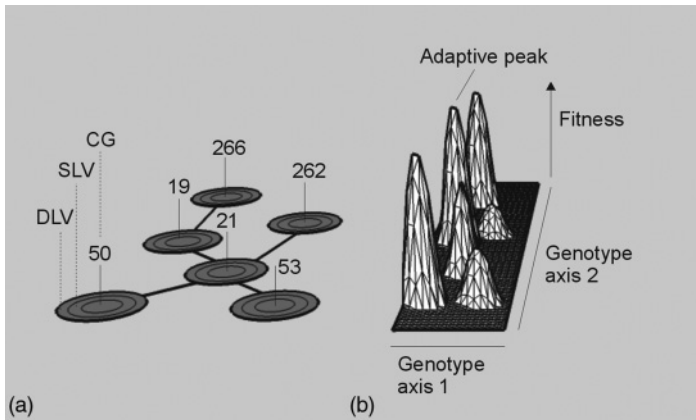 CG
SLV
DLV
50
19
266
21
262
53
(a)
Adaptive peak
Fitness
Genotype
axis 2
Genotype
axis 1
(b)